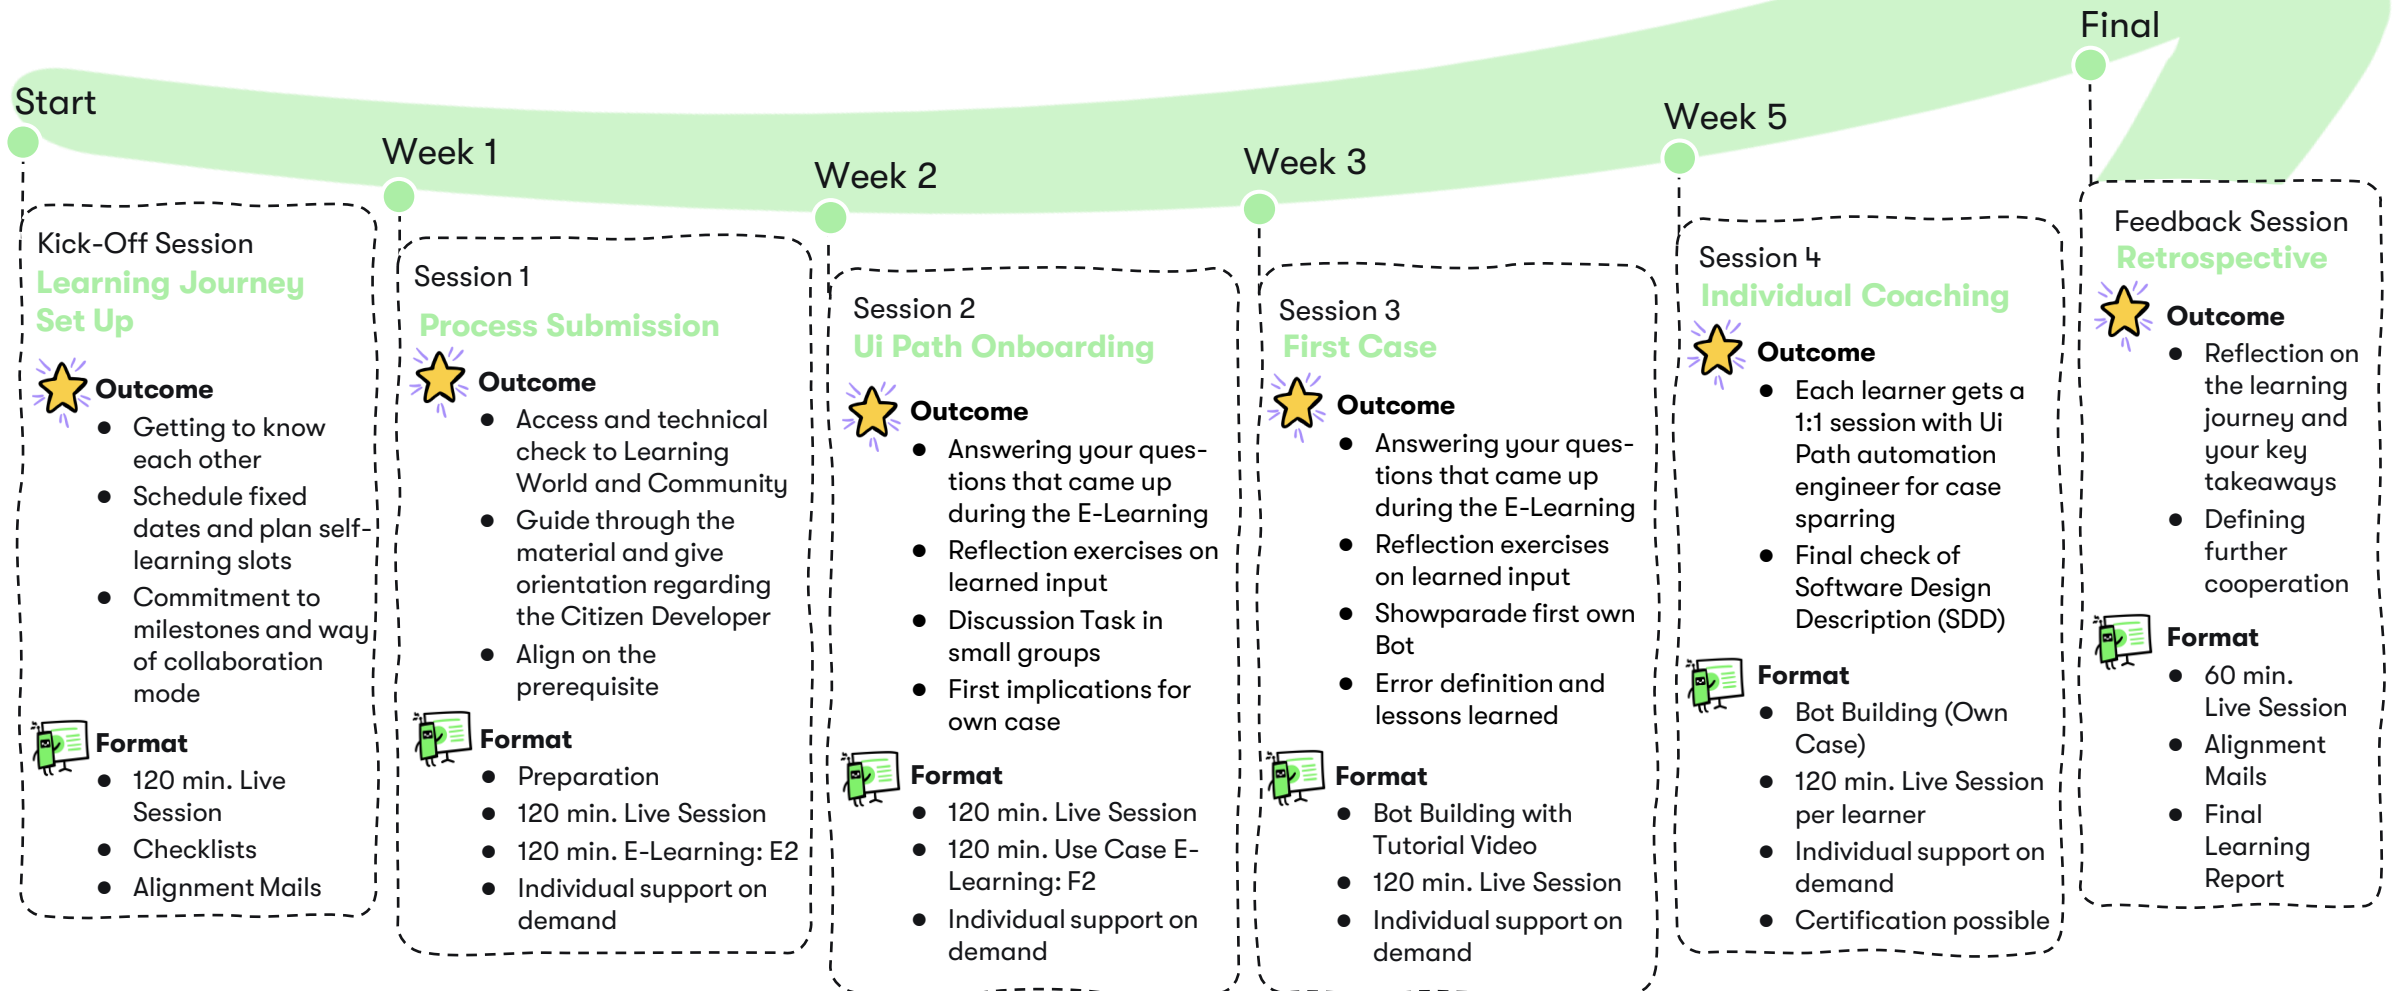 Start
Kick-Off Session
Learning Journey
Set Up
Outcome
● Getting to know
each other
● Schedule fixed
dates and plan self-
learning slots
● Commitment to
milestones and way
of collaboration
mode
Format
● 120 min. Live
Session
● Checklists
● Alignment Mails
Week 1
Session 1
Process Submission
Outcome
● Access and technical
check to Learning
World and Community
● Guide through the
material and give
orientation regarding
the Citizen Developer
● Align on the
prerequisite
Format
● Preparation
● 120 min. Live Session
● 120 min. E-Learning: E2
● Individual support on
demand
Week 2
Session 2
Ui Path Onboarding
Outcome
● Answering your ques-
tions that came up
during the E-Learning
● Reflection exercises on
learned input
● Discussion Task in
small groups
● First implications for
own case
Format
● 120 min. Live Session
● 120 min. Use Case E-
Learning: F2
● Individual support on
demand
Week 3
Session 3
First Case
Outcome
● Answering your ques-
tions that came up
during the E-Learning
● Reflection exercises
on learned input
● Showparade first own
Bot
● Error definition and
lessons learned
Format
● Bot Building with
Tutorial Video
● 120 min. Live Session
● Individual support on
demand
Week 5
Session 4
Individual Coaching
Outcome
● Each learner gets a
1:1 session with Ui
Path automation
engineer for case
sparring
● Final check of
Software Design
Description (SDD)
Format
● Bot Building (Own
Case)
● 120 min. Live Session
per learner
● Individual support on
demand
● Certification possible
Final
Feedback Session
Retrospective
Outcome
● Reflection on
the learning
journey and
your key
takeaways
● Defining
further
cooperation
Format
● 60 min.
Live Session
● Alignment
Mails
● Final
Learning
Report